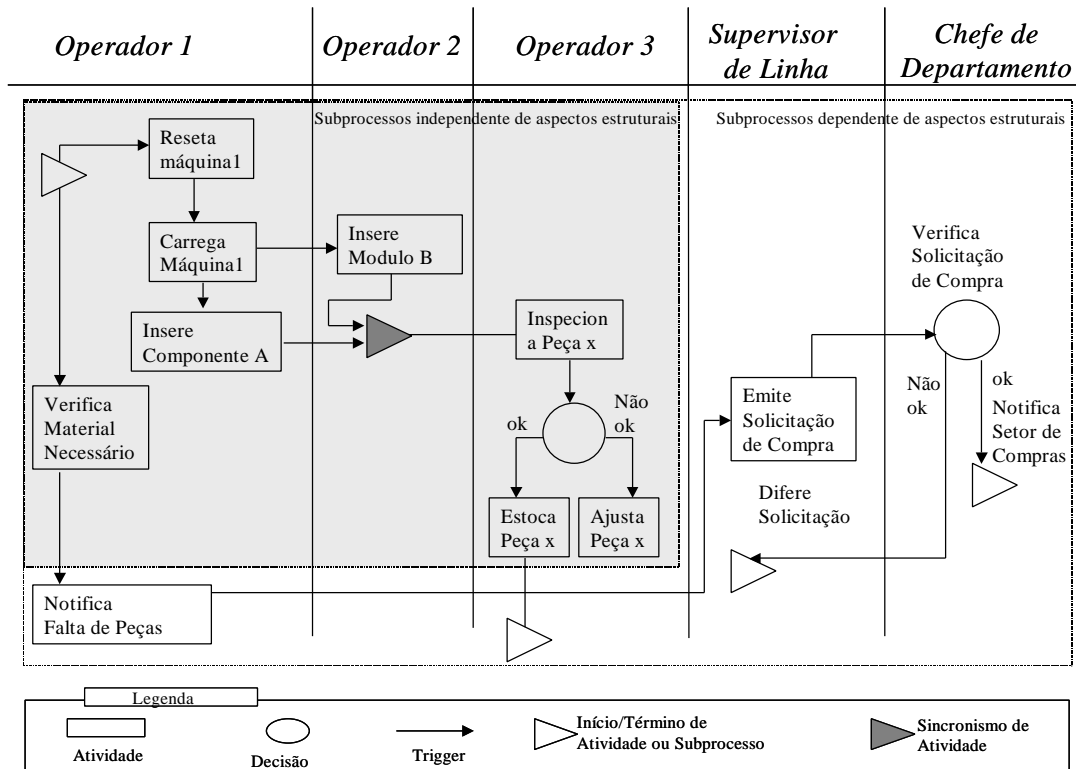 Operador 1
Operador 2
Operador 3
Supervisor
de Linha
Chefe de
Departamento
Subprocessos independente de aspectos estruturais
Subprocessos dependente de aspectos estruturais
Reseta
máquina1
Carrega
Máquina1
Insere
Modulo B
Insere
Componente A
Inspecion
a Peça x
Verifica
Solicitação
de Compra
Verifica
Material
Necessário
ok
Não
ok
Emite
Solicitação
de Compra
Não
ok
ok
Notifica
Setor de
Compras
Estoca
Peça x
Ajusta
Peça x
Difere
Solicitação
Notifica
Falta de Peças
Legenda
Atividade
Decisão
Trigger
Início/Término de
Atividade ou Subprocesso
Sincronismo de
Atividade